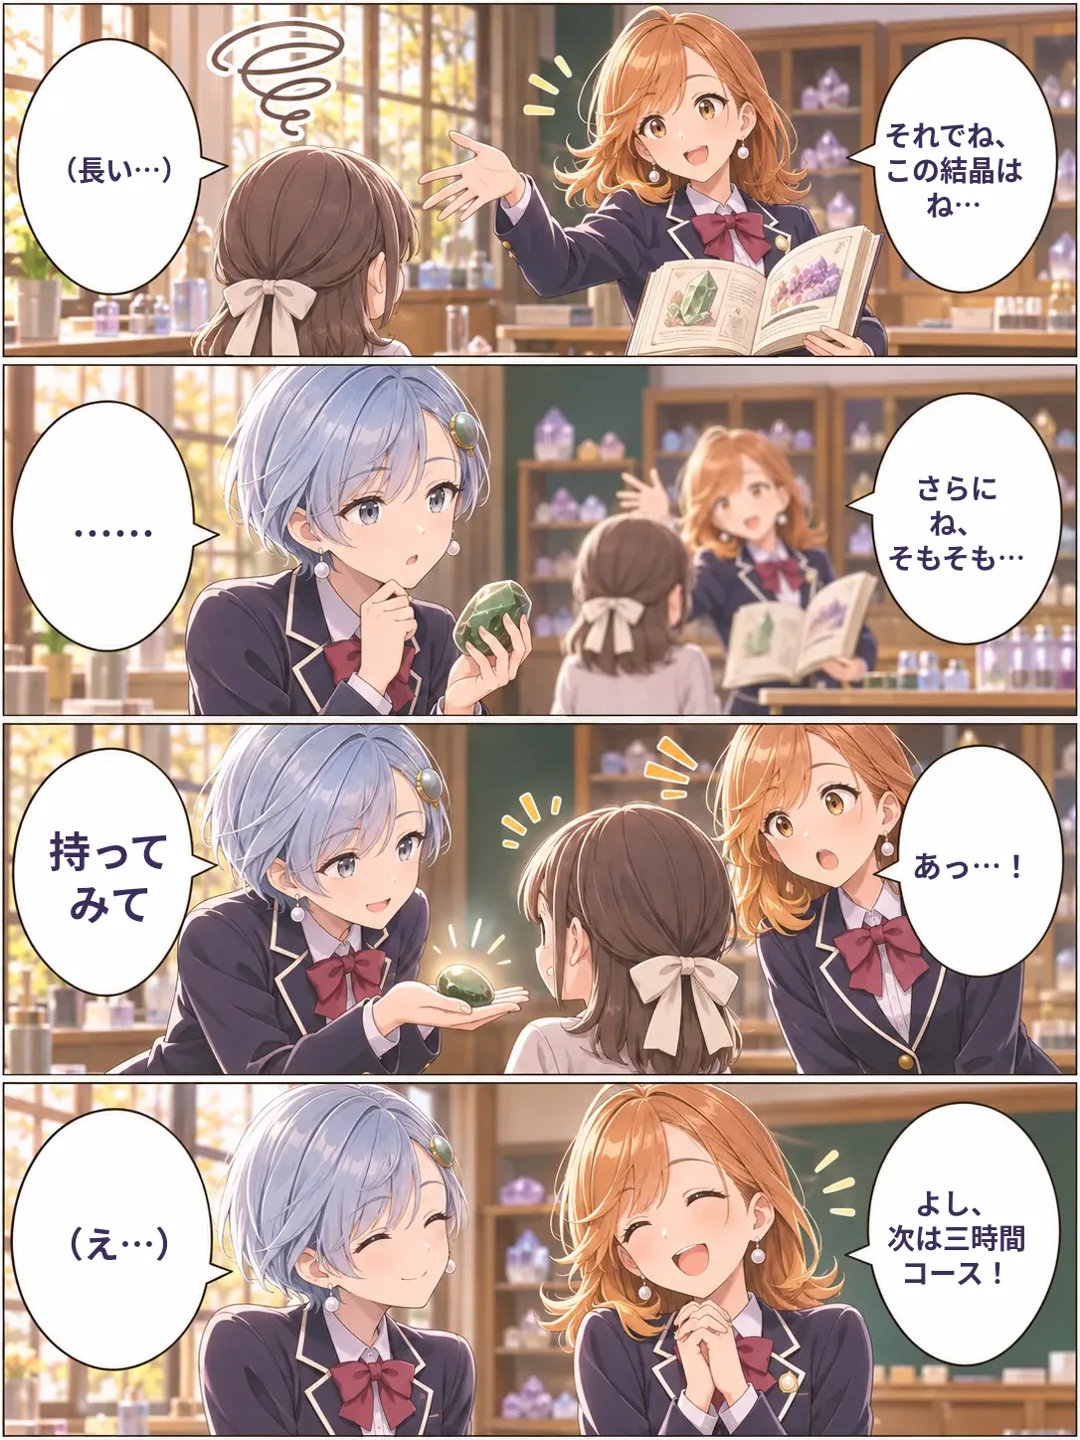 それでね、
この結晶は
ね…
（長い…）
さらに
ね、
そもそも…
……
あっ…！
持って
みて
よし、
次は三時間
コース！
（え…）